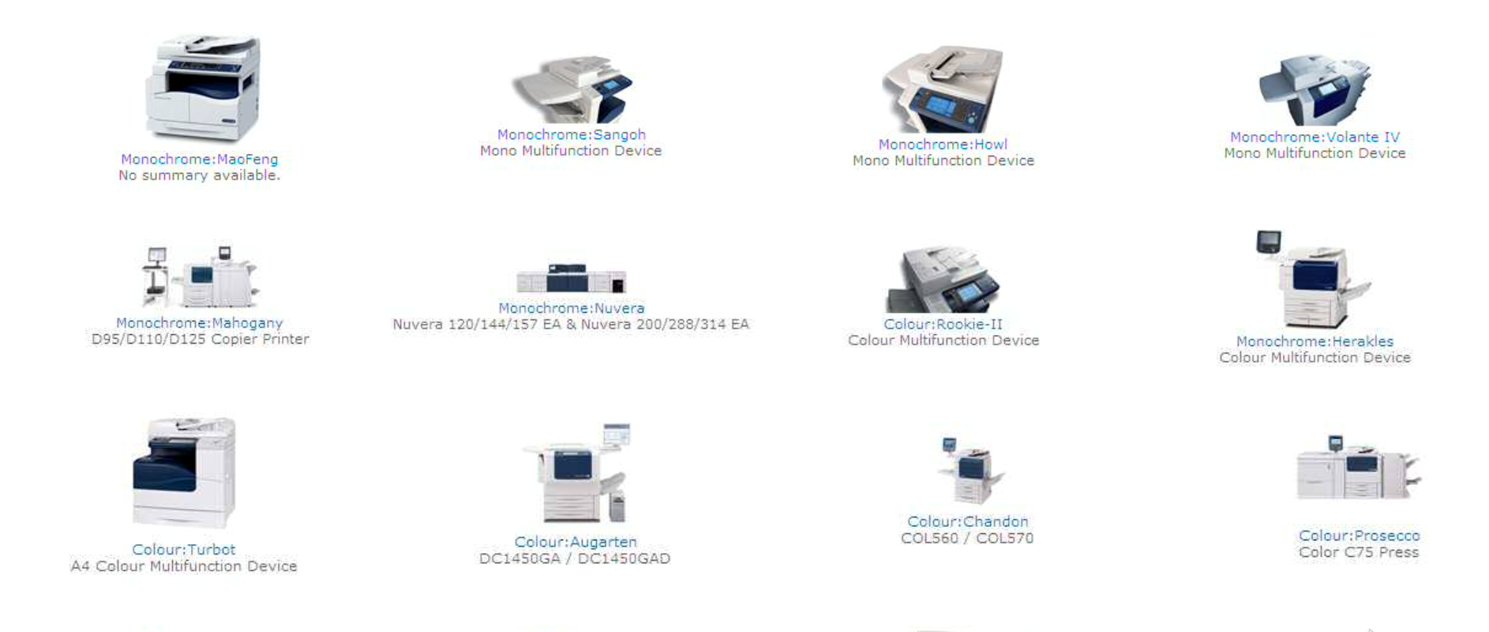 Monochrome:MaoFeng
No summary available.
Monochrome:Sangoh
Mono Multifunction Device
Monochrome:Howl
Mono Multifunction Device
Monochrome:Volante IV
Mono Multifunction Device
Monochrome:Mahogany
D95/D110/D125 Copier Printer
Monochrome:Nuvera
Nuvera 120/144/157 EA & Nuvera 200/288/314 EA
Colour:Rookie-II
Colour Multifunction Device
Monochrome:Herakles
Colour Multifunction Device
Colour:Turbot
A4 Colour Multifunction Device
Colour:Augarten
DC1450GA / DC1450GAD
Colour:Chandon
COL560 / COL570
Colour:Prosecco
Color C75 Press